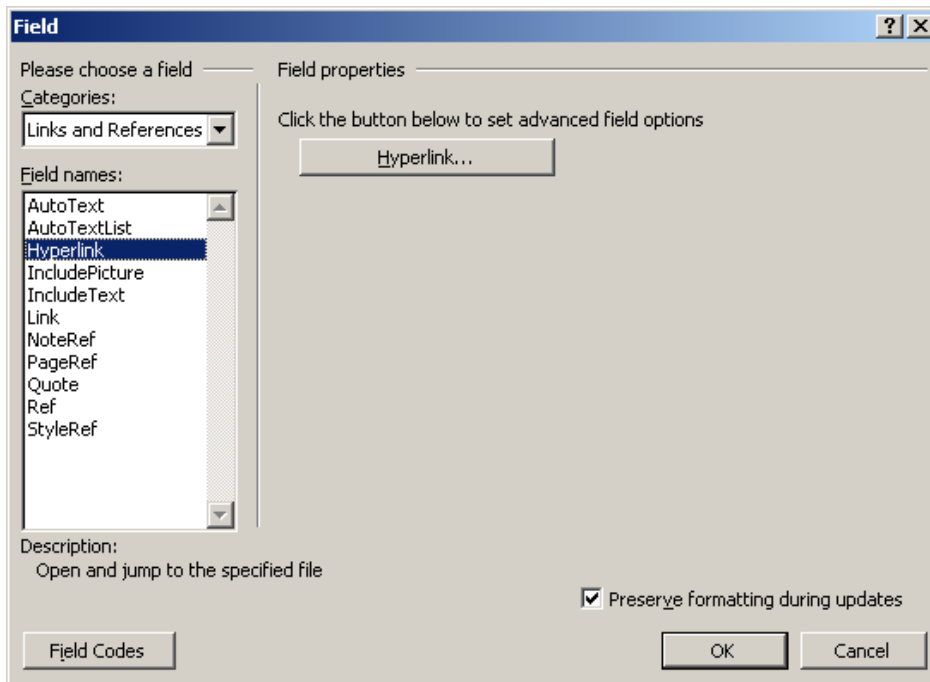 Field
Please choose a field
Categories:
Links and References
Field names:
AutoText
AutoTextList
Hyperlink
IncludePicture
IncludeText
Link
NoteRef
PageRef
Quote
Ref
StyleRef
Description:
Open and jump to the specified file
Field Codes
Field properties
Click the button below to set advanced field options
Hyperlink...
Preserve formatting during updates
OK
Cancel